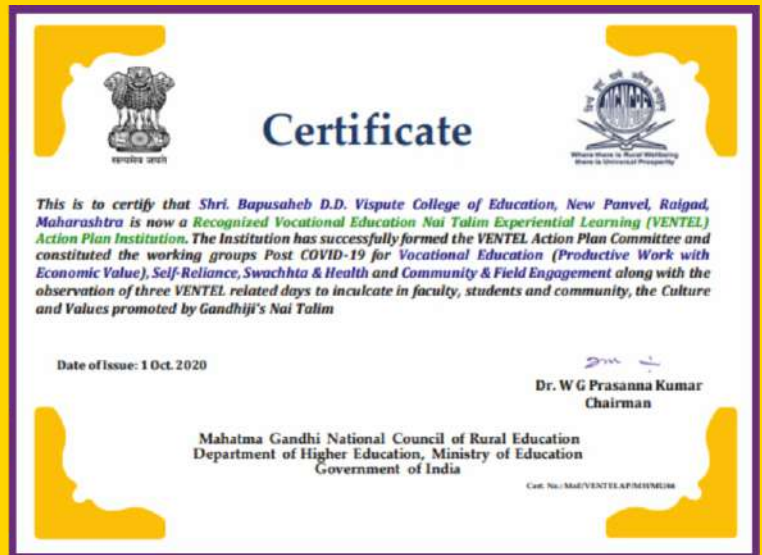 सत्यमेव जयते
Certificate
Where there is Rural Wellbeing
there is Universal Prosperity
This is to certify that Shri. Bapusaheb D.D. Vispute College of Education, New Panvel, Raigad,
Maharashtra is now a Recognized Vocational Education Nai Talim Experiential Learning (VENTEL)
Action Plan Institution. The Institution has successfully formed the VENTEL Action Plan Committee and
constituted the working groups Post COVID-19 for Vocational Education (Productive Work with
Economic Value), Self-Reliance, Swachhta & Health and Community & Field Engagement along with the
observation of three VENTEL related days to inculcate in faculty, students and community, the Culture
and Values promoted by Gandhiji's Nai Talim
Date of Issue: 1 Oct. 2020
Dr. W G Prasanna Kumar
Chairman
Mahatma Gandhi National Council of Rural Education
Department of Higher Education, Ministry of Education
Government of India
Cert. No.: